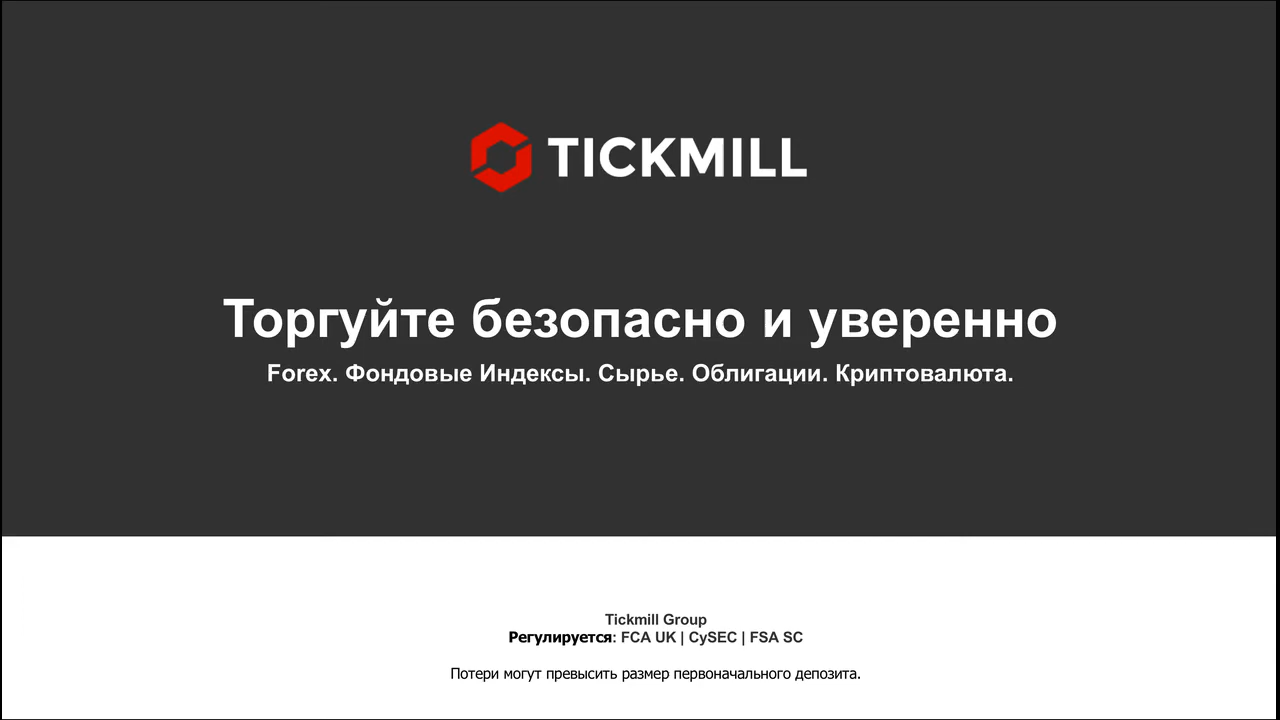 TICKMILL
Торгуйте безопасно и уверенно
Forex. Фондовые Индексы. Сырье. Облигации. Криптовалюта.
Tickmill Group
Регулируется: FCA UK | CySEC | FSA SC
Потери могут превысить размер первоначального депозита.